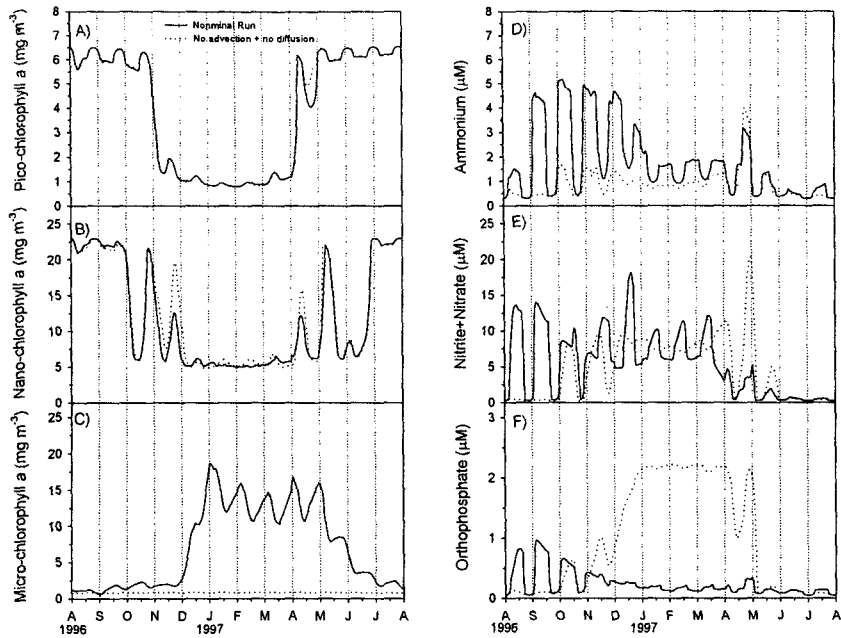 A)
Nonminal Run
No advection + no diffusion
Pico-chlorophyll a (mg m-3)
7
6
5
4
3
2
1
0
B)
Nano-chlorophyll a (mg m-3)
25
20
15
10
5
0
C)
Micro-chlorophyll a (mg m-3)
25
20
15
10
5
0
A S O N D J F M A M J J A
1996 1997
D)
Ammonium (µM)
8
7
6
5
4
3
2
1
0
E)
Nitrite+Nitrate (µM)
25
20
15
10
5
0
F)
Orthophosphate (µM)
3
2
1
0
A S O N D J F M A M J J A
1996 1997